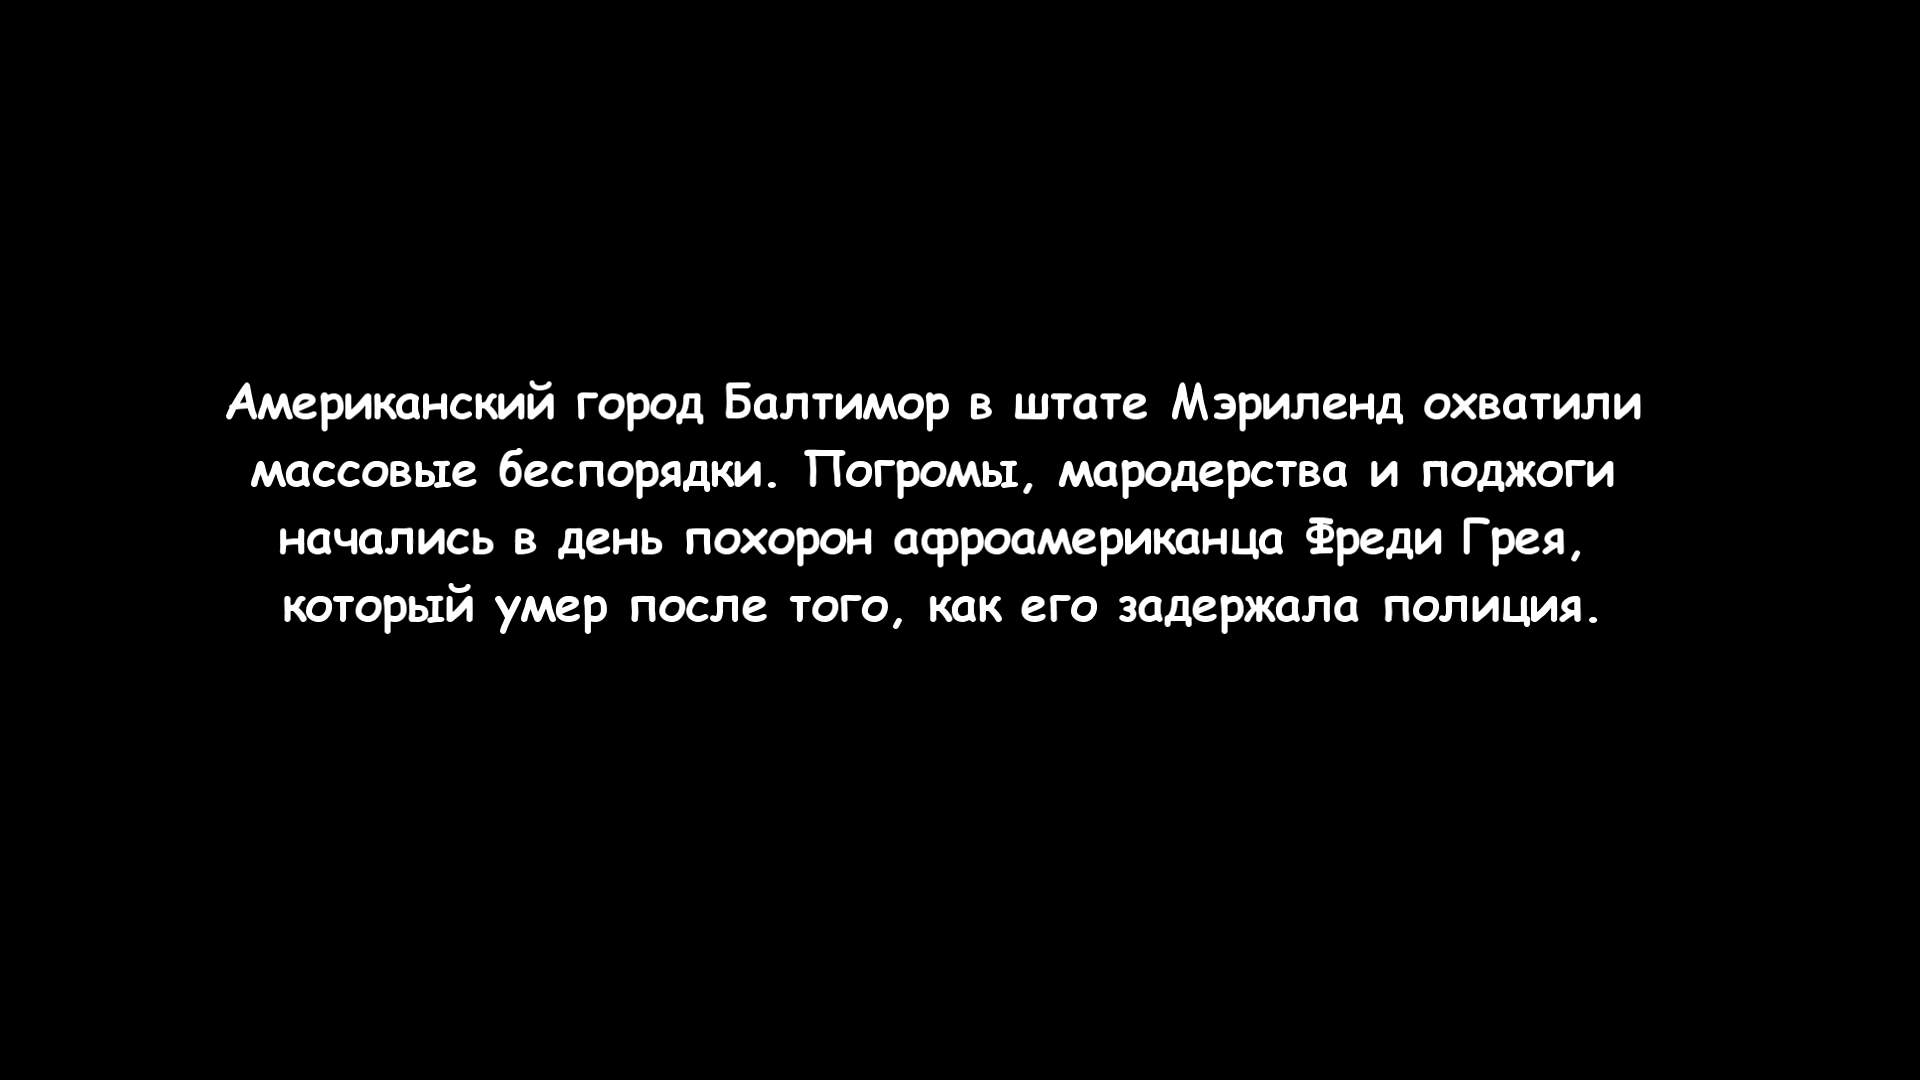 Американский город Балтимор в штате Мэриленд охватили
массовые беспорядки. Погромы, мародерства и поджоги
начались в день похорон афроамериканца Фреди Грея,
который умер после того, как его задержала полиция.